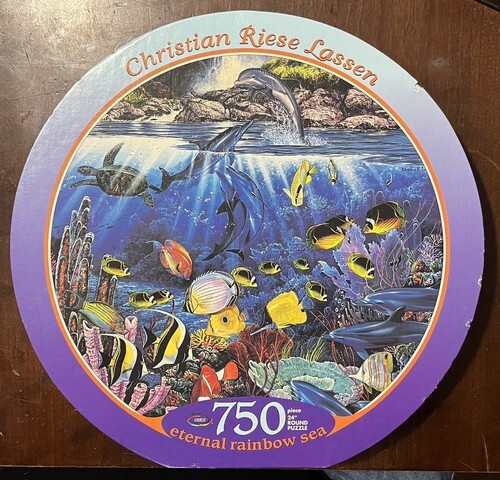 Christian Riese Lassen
750
piece
24"
ROUND
PUZZLE
eternal rainbow sea